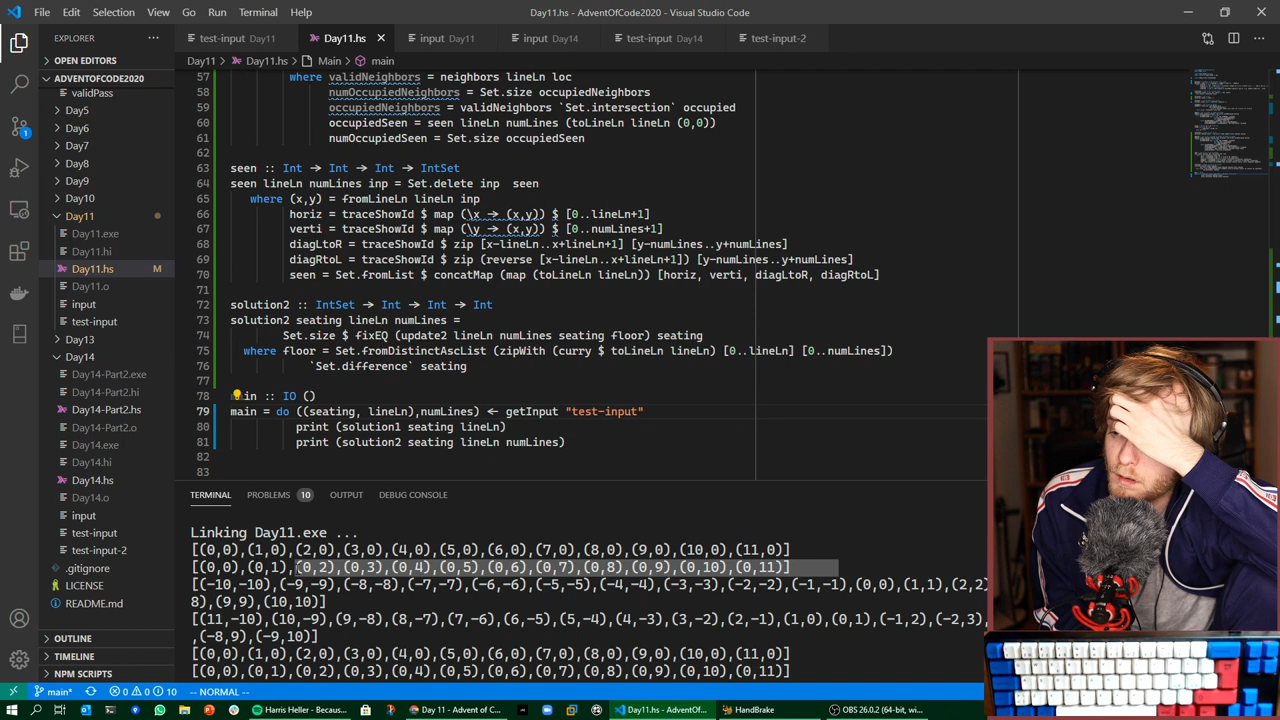 File Edit Selection View Go Run Terminal Help
Day11.hs - AdventOfCode2020 - Visual Studio Code
EXPLORER
test-input Day11
Day11.hs
input Day11
input Day14
test-input Day14
test-input-2
OPEN EDITORS
Day11 > Day11.hs > Main > main
ADVENTOFCODE2020
validPass
Day5
Day6
Day7
Day8
Day9
Day10
Day11
Day11.exe
Day11.hi
Day11.hs M
Day11.o
input
test-input
Day13
Day14
Day14-Part2.exe
Day14-Part2.hi
Day14-Part2.hs
Day14-Part2.o
Day14.exe
Day14.hi
Day14.hs
Day14.o
input
test-input
test-input-2
.gitignore
LICENSE
README.md
OUTLINE
TIMELINE
NPM SCRIPTS
1
57 where validNeighbors = neighbors lineLn loc
58 numOccupiedNeighbors = Set.size occupiedNeighbors
59 occupiedNeighbors = validNeighbors `Set.intersection` occupied
60 occupiedSeen = seen lineLn numLines (toLineLn lineLn (0,0))
61 numOccupiedSeen = Set.size occupiedSeen
62
63 seen :: Int → Int → Int → IntSet
64 seen lineLn numLines inp = Set.delete inp seen
65 where (x,y) = fromLineLn lineLn inp
66 horiz = traceShowId $ map (\x → (x,y)) $ [0..lineLn+1]
67 verti = traceShowId $ map (\y → (x,y)) $ [0..numLines+1]
68 diagLtoR = traceShowId $ zip [x-lineLn..x+lineLn+1] [y-numLines..y+numLines]
69 diagRtoL = traceShowId $ zip (reverse [x-lineLn..x+lineLn+1]) [y-numLines..y+numLines]
70 seen = Set.fromList $ concatMap (map (toLineLn lineLn)) [horiz, verti, diagLtoR, diagRtoL]
71
72 solution2 :: IntSet → Int → Int → Int
73 solution2 seating lineLn numLines =
74 Set.size $ fixEQ (update2 lineLn numLines seating floor) seating
75 where floor = Set.fromDistinctAscList (zipWith (curry $ toLineLn lineLn) [0..lineLn] [0..numLines])
76 `Set.difference` seating
77
78 main :: IO ()
79 main = do ((seating, lineLn),numLines) ← getInput "test-input"
80 print (solution1 seating lineLn)
81 print (solution2 seating lineLn numLines)
82
83
TERMINAL PROBLEMS 10 OUTPUT DEBUG CONSOLE
Linking Day11.exe ...
[(0,0),(1,0),(2,0),(3,0),(4,0),(5,0),(6,0),(7,0),(8,0),(9,0),(10,0),(11,0)]
[(0,0),(0,1),(0,2),(0,3),(0,4),(0,5),(0,6),(0,7),(0,8),(0,9),(0,10),(0,11)]
[(-10,-10),(-9,-9),(-8,-8),(-7,-7),(-6,-6),(-5,-5),(-4,-4),(-3,-3),(-2,-2),(-1,-1),(0,0),(1,1),(2,2)
8),(9,9),(10,10)]
[(11,-10),(10,-9),(9,-8),(8,-7),(7,-6),(6,-5),(5,-4),(4,-3),(3,-2),(2,-1),(1,0),(0,1),(-1,2),(-2,3),
,(-8,9),(-9,10)]
[(0,0),(1,0),(2,0),(3,0),(4,0),(5,0),(6,0),(7,0),(8,0),(9,0),(10,0),(11,0)]
[(0,0),(0,1),(0,2),(0,3),(0,4),(0,5),(0,6),(0,7),(0,8),(0,9),(0,10),(0,11)]
main* 0 0 10 -- NORMAL --
Harris Heller - Becaus...
Day 11 - Advent of C...
Day11.hs - AdventOf...
HandBrake
OBS 26.0.2 (64-bit, wi...